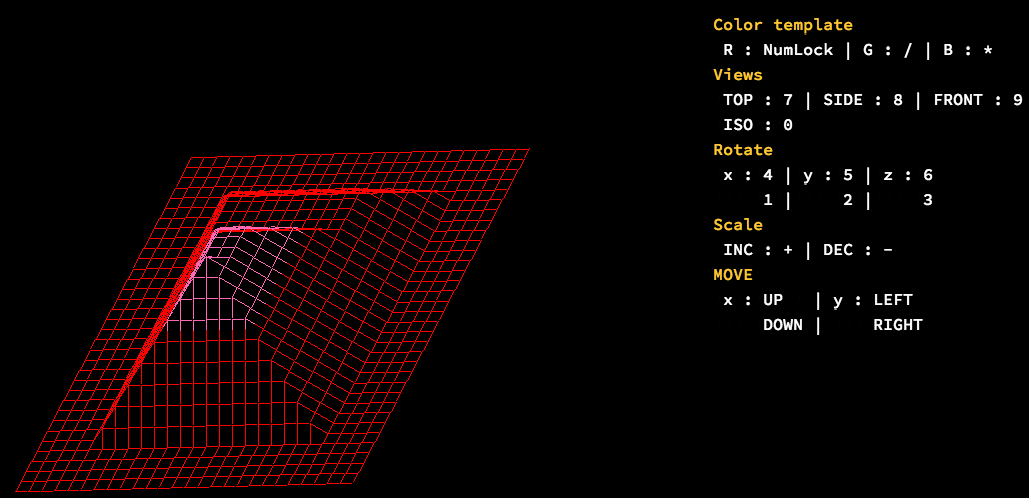 Color template
R : NumLock | G : / | B : *
Views
TOP : 7 | SIDE : 8 | FRONT : 9
ISO : 0
Rotate
x : 4 | y : 5 | z : 6
1 | 2 | 3
Scale
INC : + | DEC : -
MOVE
x : UP | y : LEFT
DOWN | RIGHT